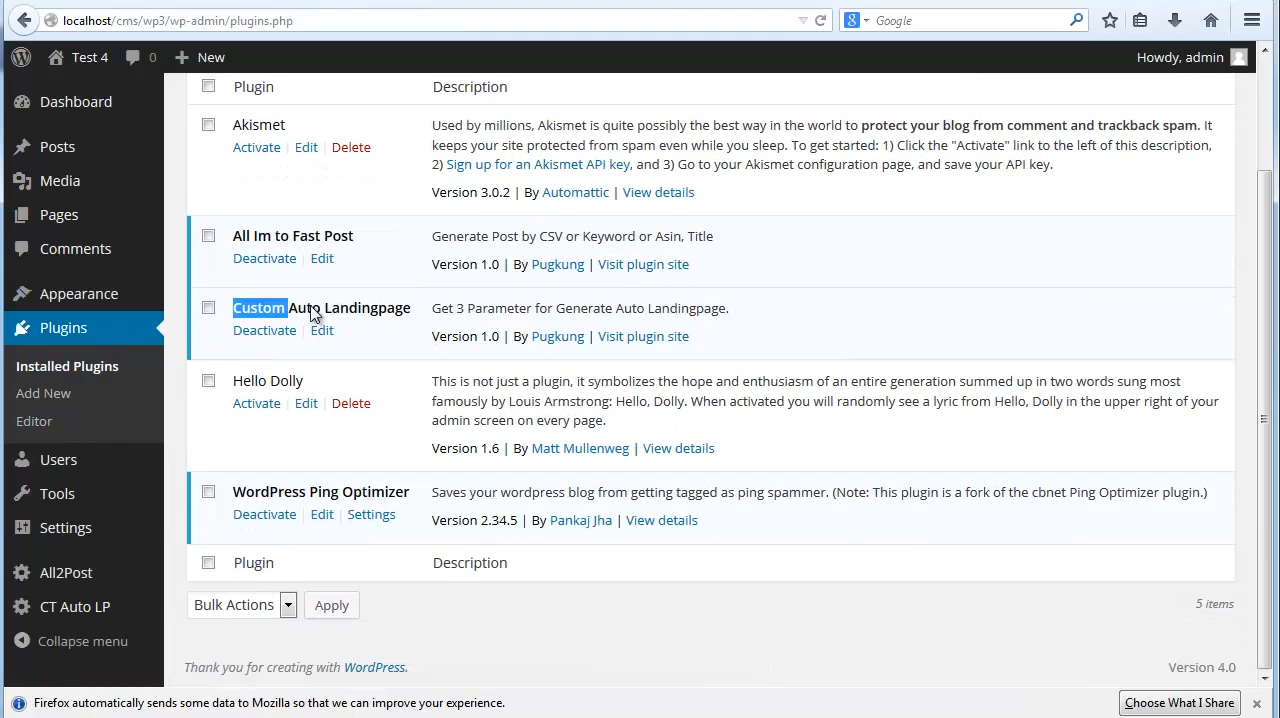 localhost/cms/wp3/wp-admin/plugins.php
Google
Test 4
0
New
Howdy, admin
Dashboard
Posts
Media
Pages
Comments
Appearance
Plugins
Installed Plugins
Add New
Editor
Users
Tools
Settings
All2Post
CT Auto LP
Collapse menu
Plugin Description
Akismet
Activate | Edit | Delete
Used by millions, Akismet is quite possibly the best way in the world to protect your blog from comment and trackback spam. It
keeps your site protected from spam even while you sleep. To get started: 1) Click the "Activate" link to the left of this description,
2) Sign up for an Akismet API key, and 3) Go to your Akismet configuration page, and save your API key.
Version 3.0.2 | By Automattic | View details
All Im to Fast Post
Deactivate | Edit
Generate Post by CSV or Keyword or Asin, Title
Version 1.0 | By Pugkung | Visit plugin site
Custom Auto Landingpage
Deactivate | Edit
Get 3 Parameter for Generate Auto Landingpage.
Version 1.0 | By Pugkung | Visit plugin site
Hello Dolly
Activate | Edit | Delete
This is not just a plugin, it symbolizes the hope and enthusiasm of an entire generation summed up in two words sung most
famously by Louis Armstrong: Hello, Dolly. When activated you will randomly see a lyric from Hello, Dolly in the upper right of your
admin screen on every page.
Version 1.6 | By Matt Mullenweg | View details
WordPress Ping Optimizer
Deactivate | Edit | Settings
Saves your wordpress blog from getting tagged as ping spammer. (Note: This plugin is a fork of the cbnet Ping Optimizer plugin.)
Version 2.34.5 | By Pankaj Jha | View details
Plugin Description
Bulk Actions Apply
5 items
Thank you for creating with WordPress.
Version 4.0
Firefox automatically sends some data to Mozilla so that we can improve your experience.
Choose What I Share